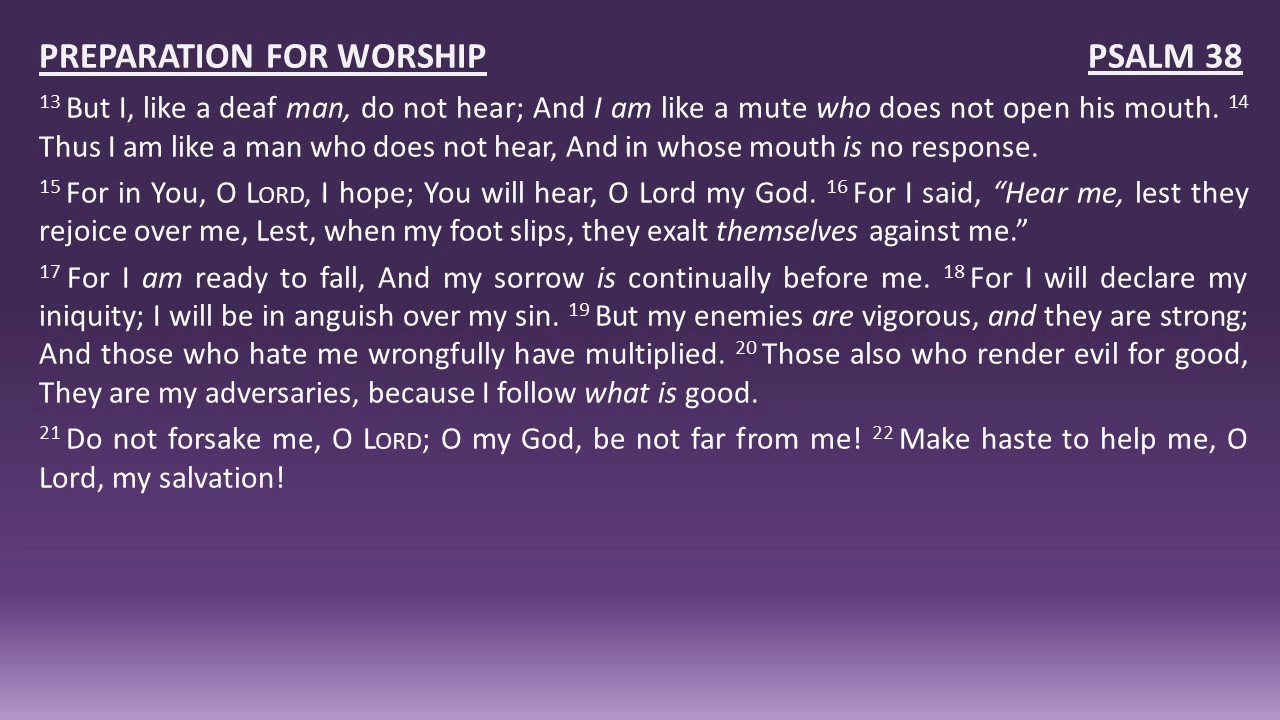 PREPARATION FOR WORSHIP PSALM 38
13 But I, like a deaf man, do not hear; And I am like a mute who does not open his mouth. 14
Thus I am like a man who does not hear, And in whose mouth is no response.
15 For in You, O LORD, I hope; You will hear, O Lord my God. 16 For I said, “Hear me, lest they
rejoice over me, Lest, when my foot slips, they exalt themselves against me.”
17 For I am ready to fall, And my sorrow is continually before me. 18 For I will declare my
iniquity; I will be in anguish over my sin. 19 But my enemies are vigorous, and they are strong;
And those who hate me wrongfully have multiplied. 20 Those also who render evil for good,
They are my adversaries, because I follow what is good.
21 Do not forsake me, O LORD; O my God, be not far from me! 22 Make haste to help me, O
Lord, my salvation!